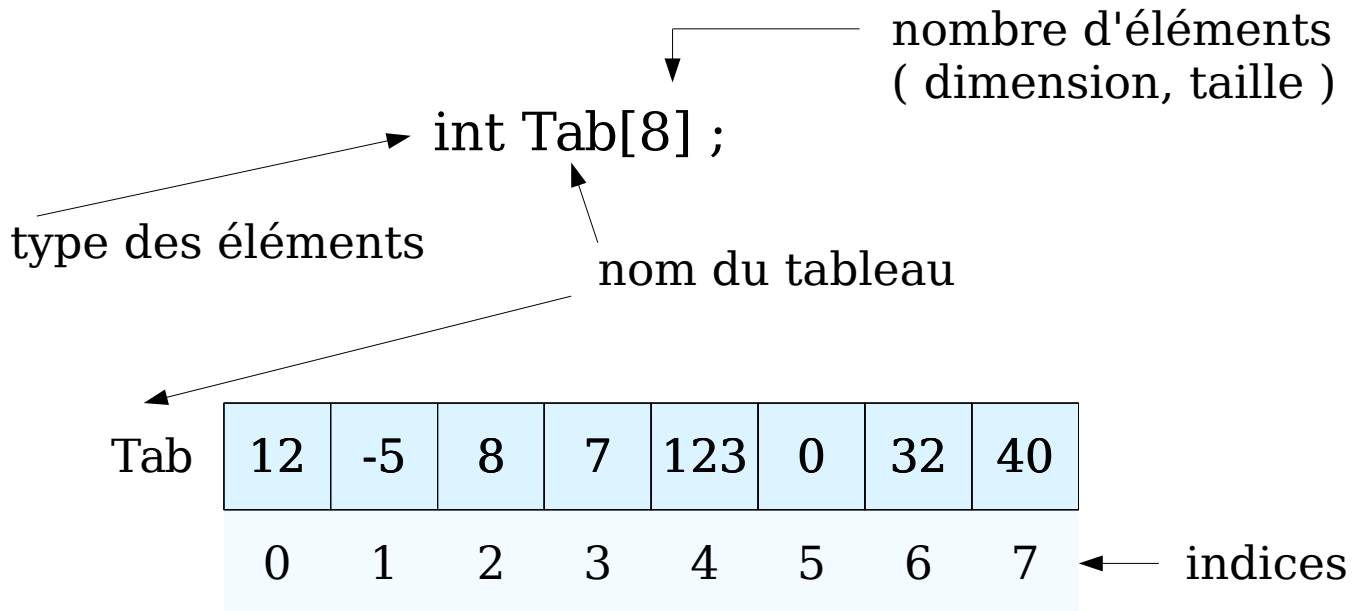 nombre d'éléments
( dimension, taille )
int Tab[8] ;
type des éléments
nom du tableau
Tab 12 -5 8 7 123 0 32 40
0 1 2 3 4 5 6 7 indices